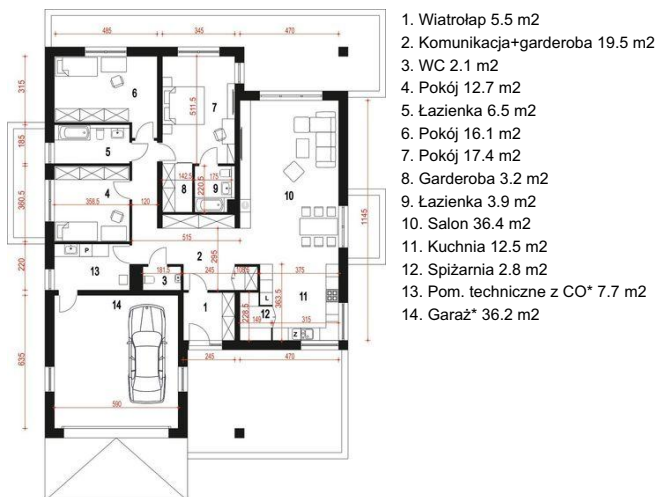 485
345
470
315
6
7
511.5
185
5
142.5
175
8
9
220.5
10
1145
360.5
4
358.5
120
515
2
295
220
13
P
181.5
3
245
375
14
1
L
363.5
11
228.5
12
149
315
Z
635
590
245
470
1. Wiatrołap 5.5 m2
2. Komunikacja+garderoba 19.5 m2
3. WC 2.1 m2
4. Pokój 12.7 m2
5. Łazienka 6.5 m2
6. Pokój 16.1 m2
7. Pokój 17.4 m2
8. Garderoba 3.2 m2
9. Łazienka 3.9 m2
10. Salon 36.4 m2
11. Kuchnia 12.5 m2
12. Spiżarnia 2.8 m2
13. Pom. techniczne z CO* 7.7 m2
14. Garaż* 36.2 m2